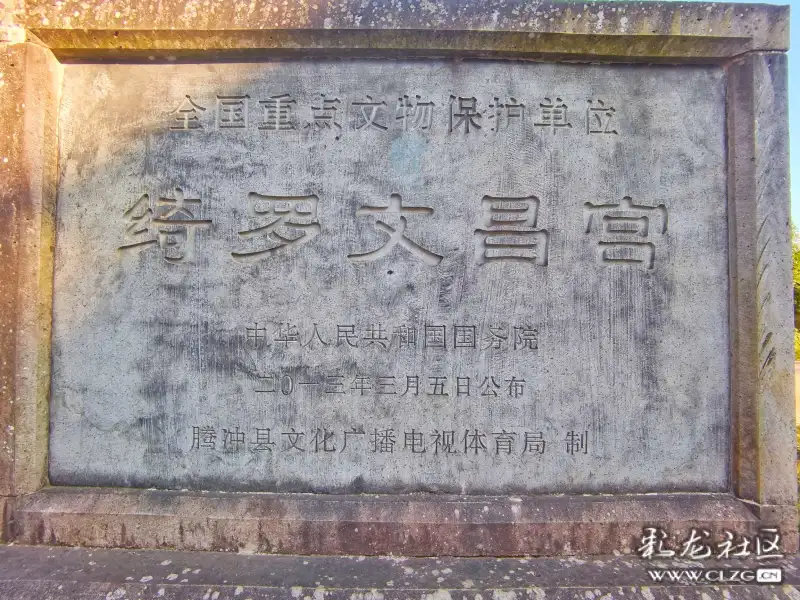 全国重点文物保护单位
绮罗文昌宫
中华人民共和国国务院
二〇一三年三月五日公布
腾冲县文化广播电视体育局 制
彩龙社区
www.CLZG.CN